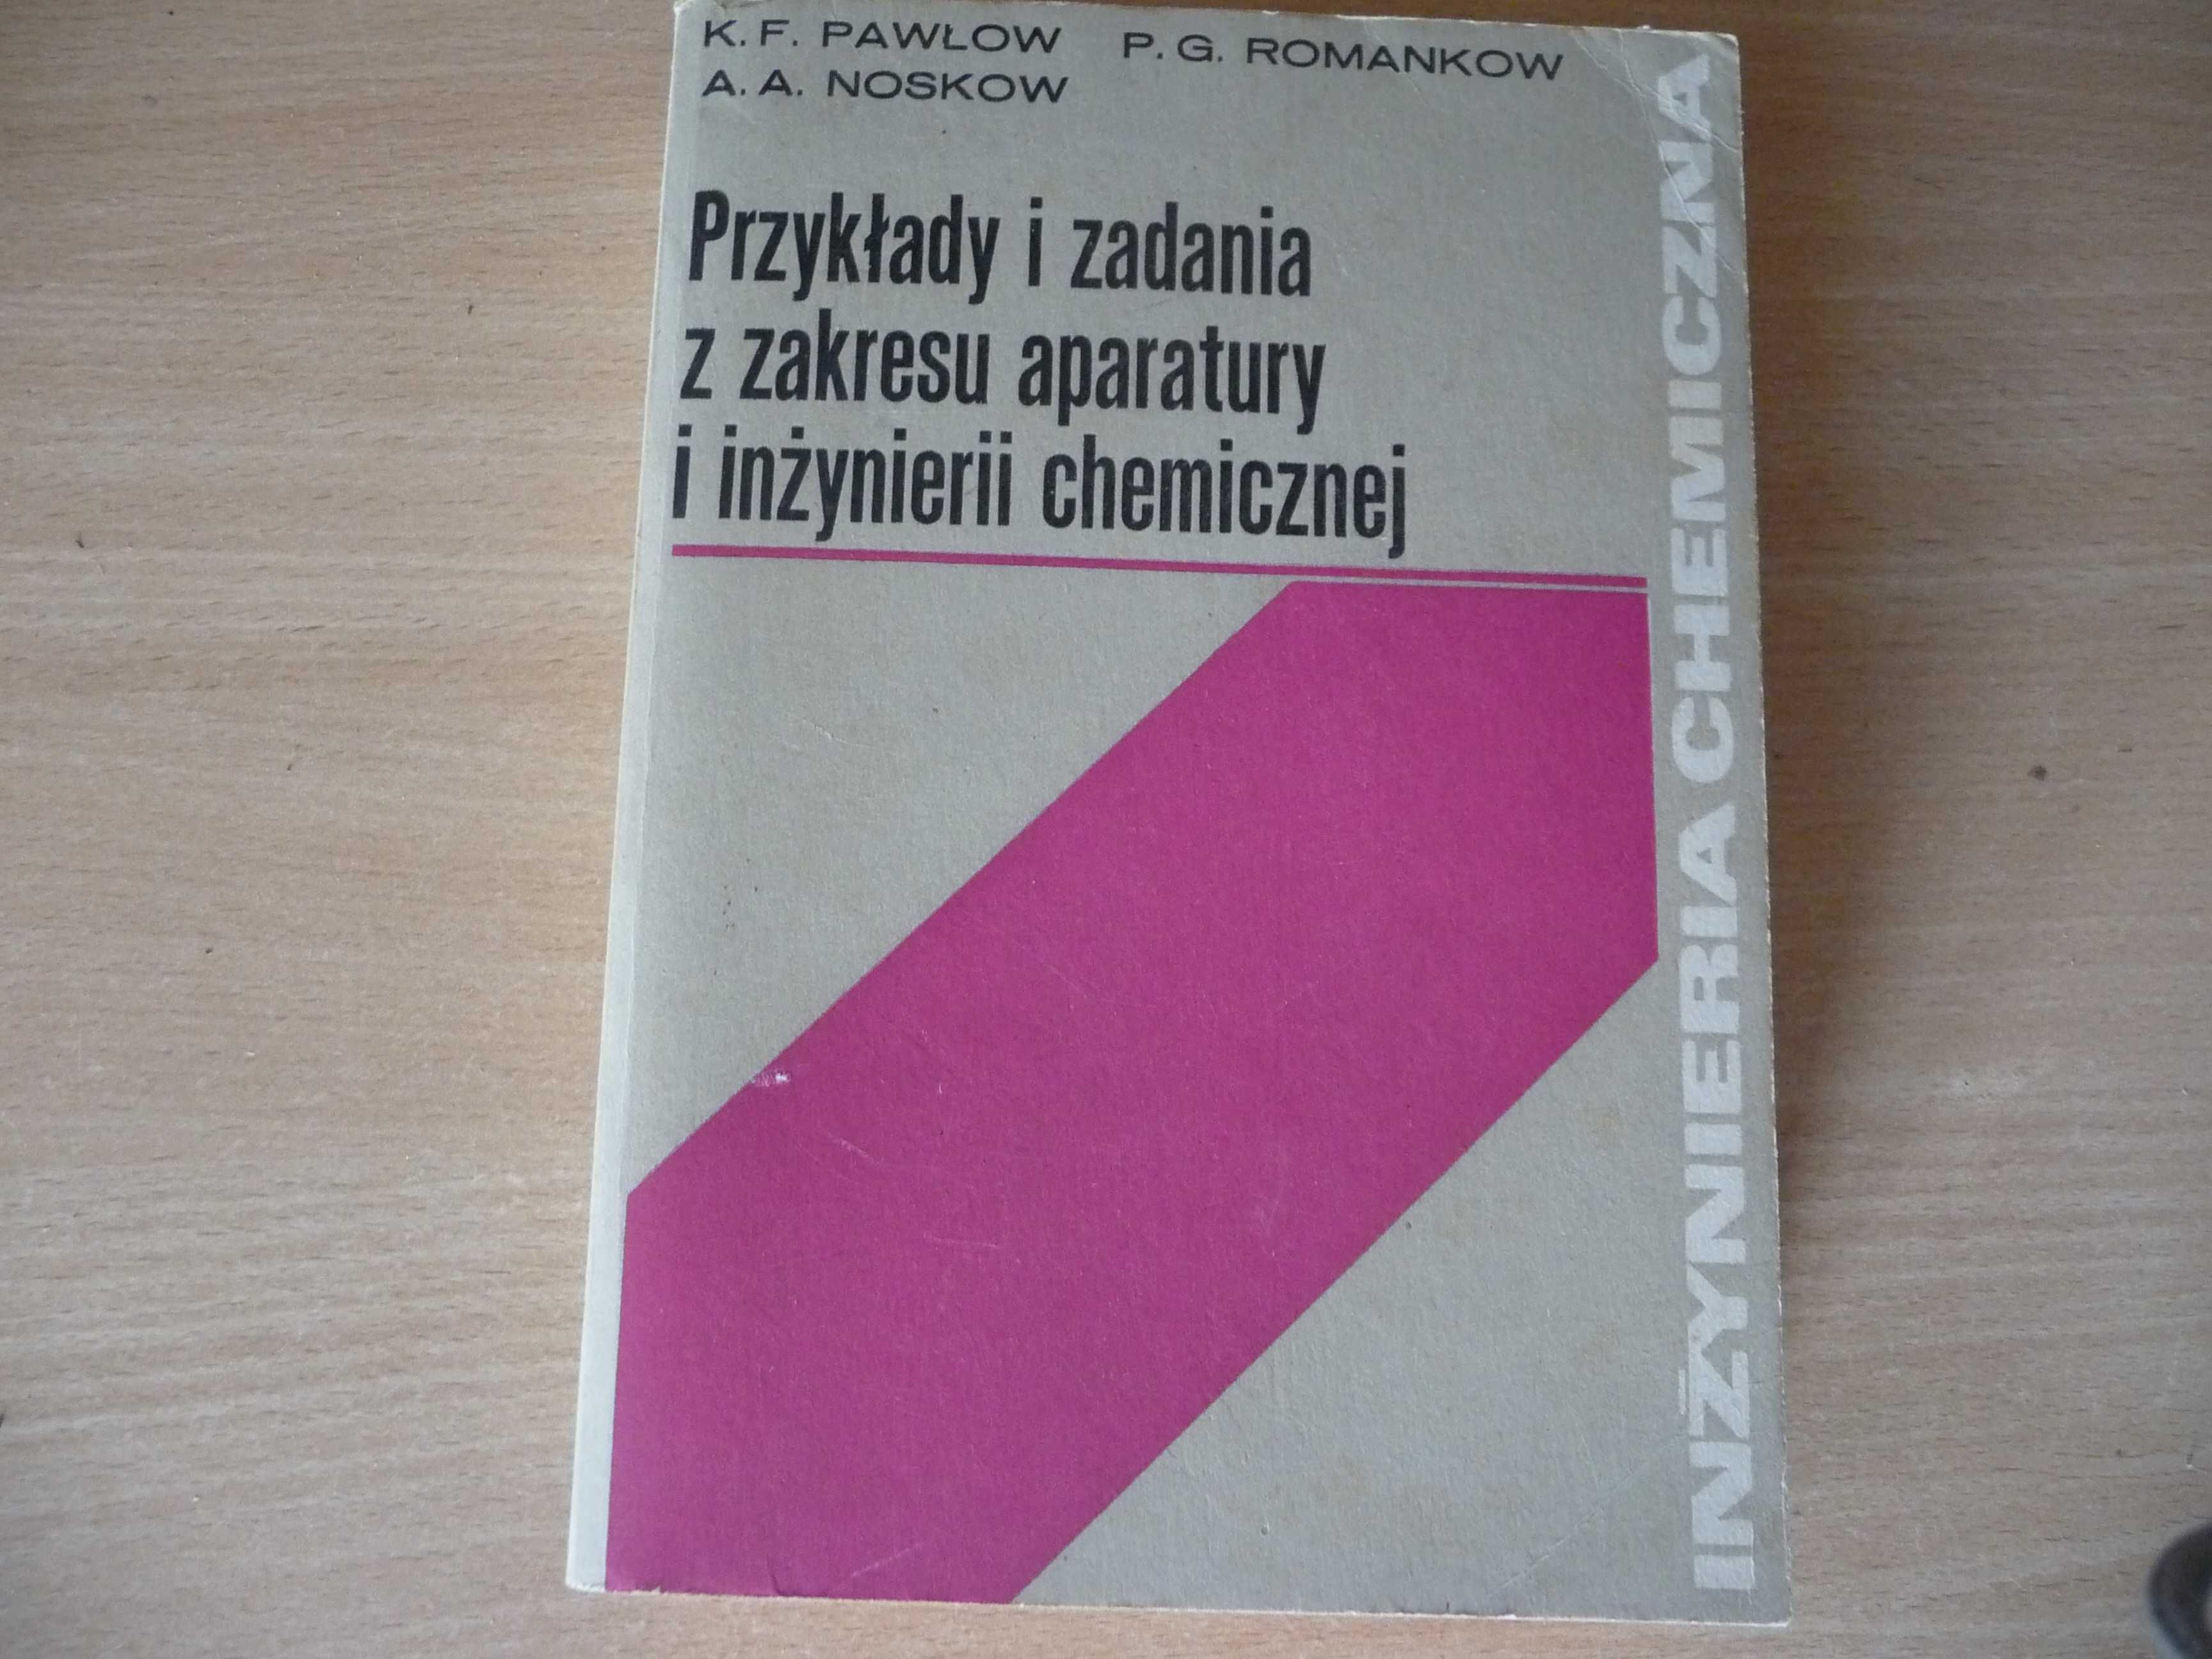 K. F. PAWŁOW P. G. ROMANKOW
A. A. NOSKOW
Przykłady i zadania
z zakresu aparatury
i inżynierii chemicznej
INŻYNIERIA CHEMICZNA